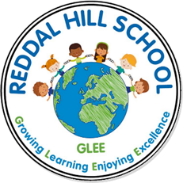 REDDAL HILL SCHOOL
GLEE
Growing Learning Enjoying Excellence